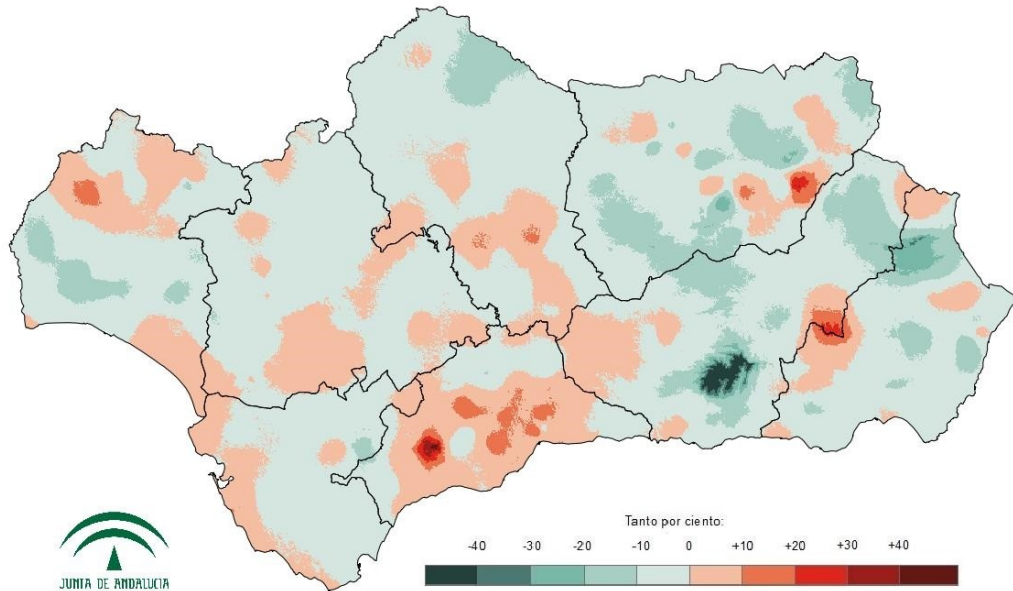 Tanto por ciento:
-40 -30 -20 -10 0 +10 +20 +30 +40
JUNTA DE ANDALUCIA